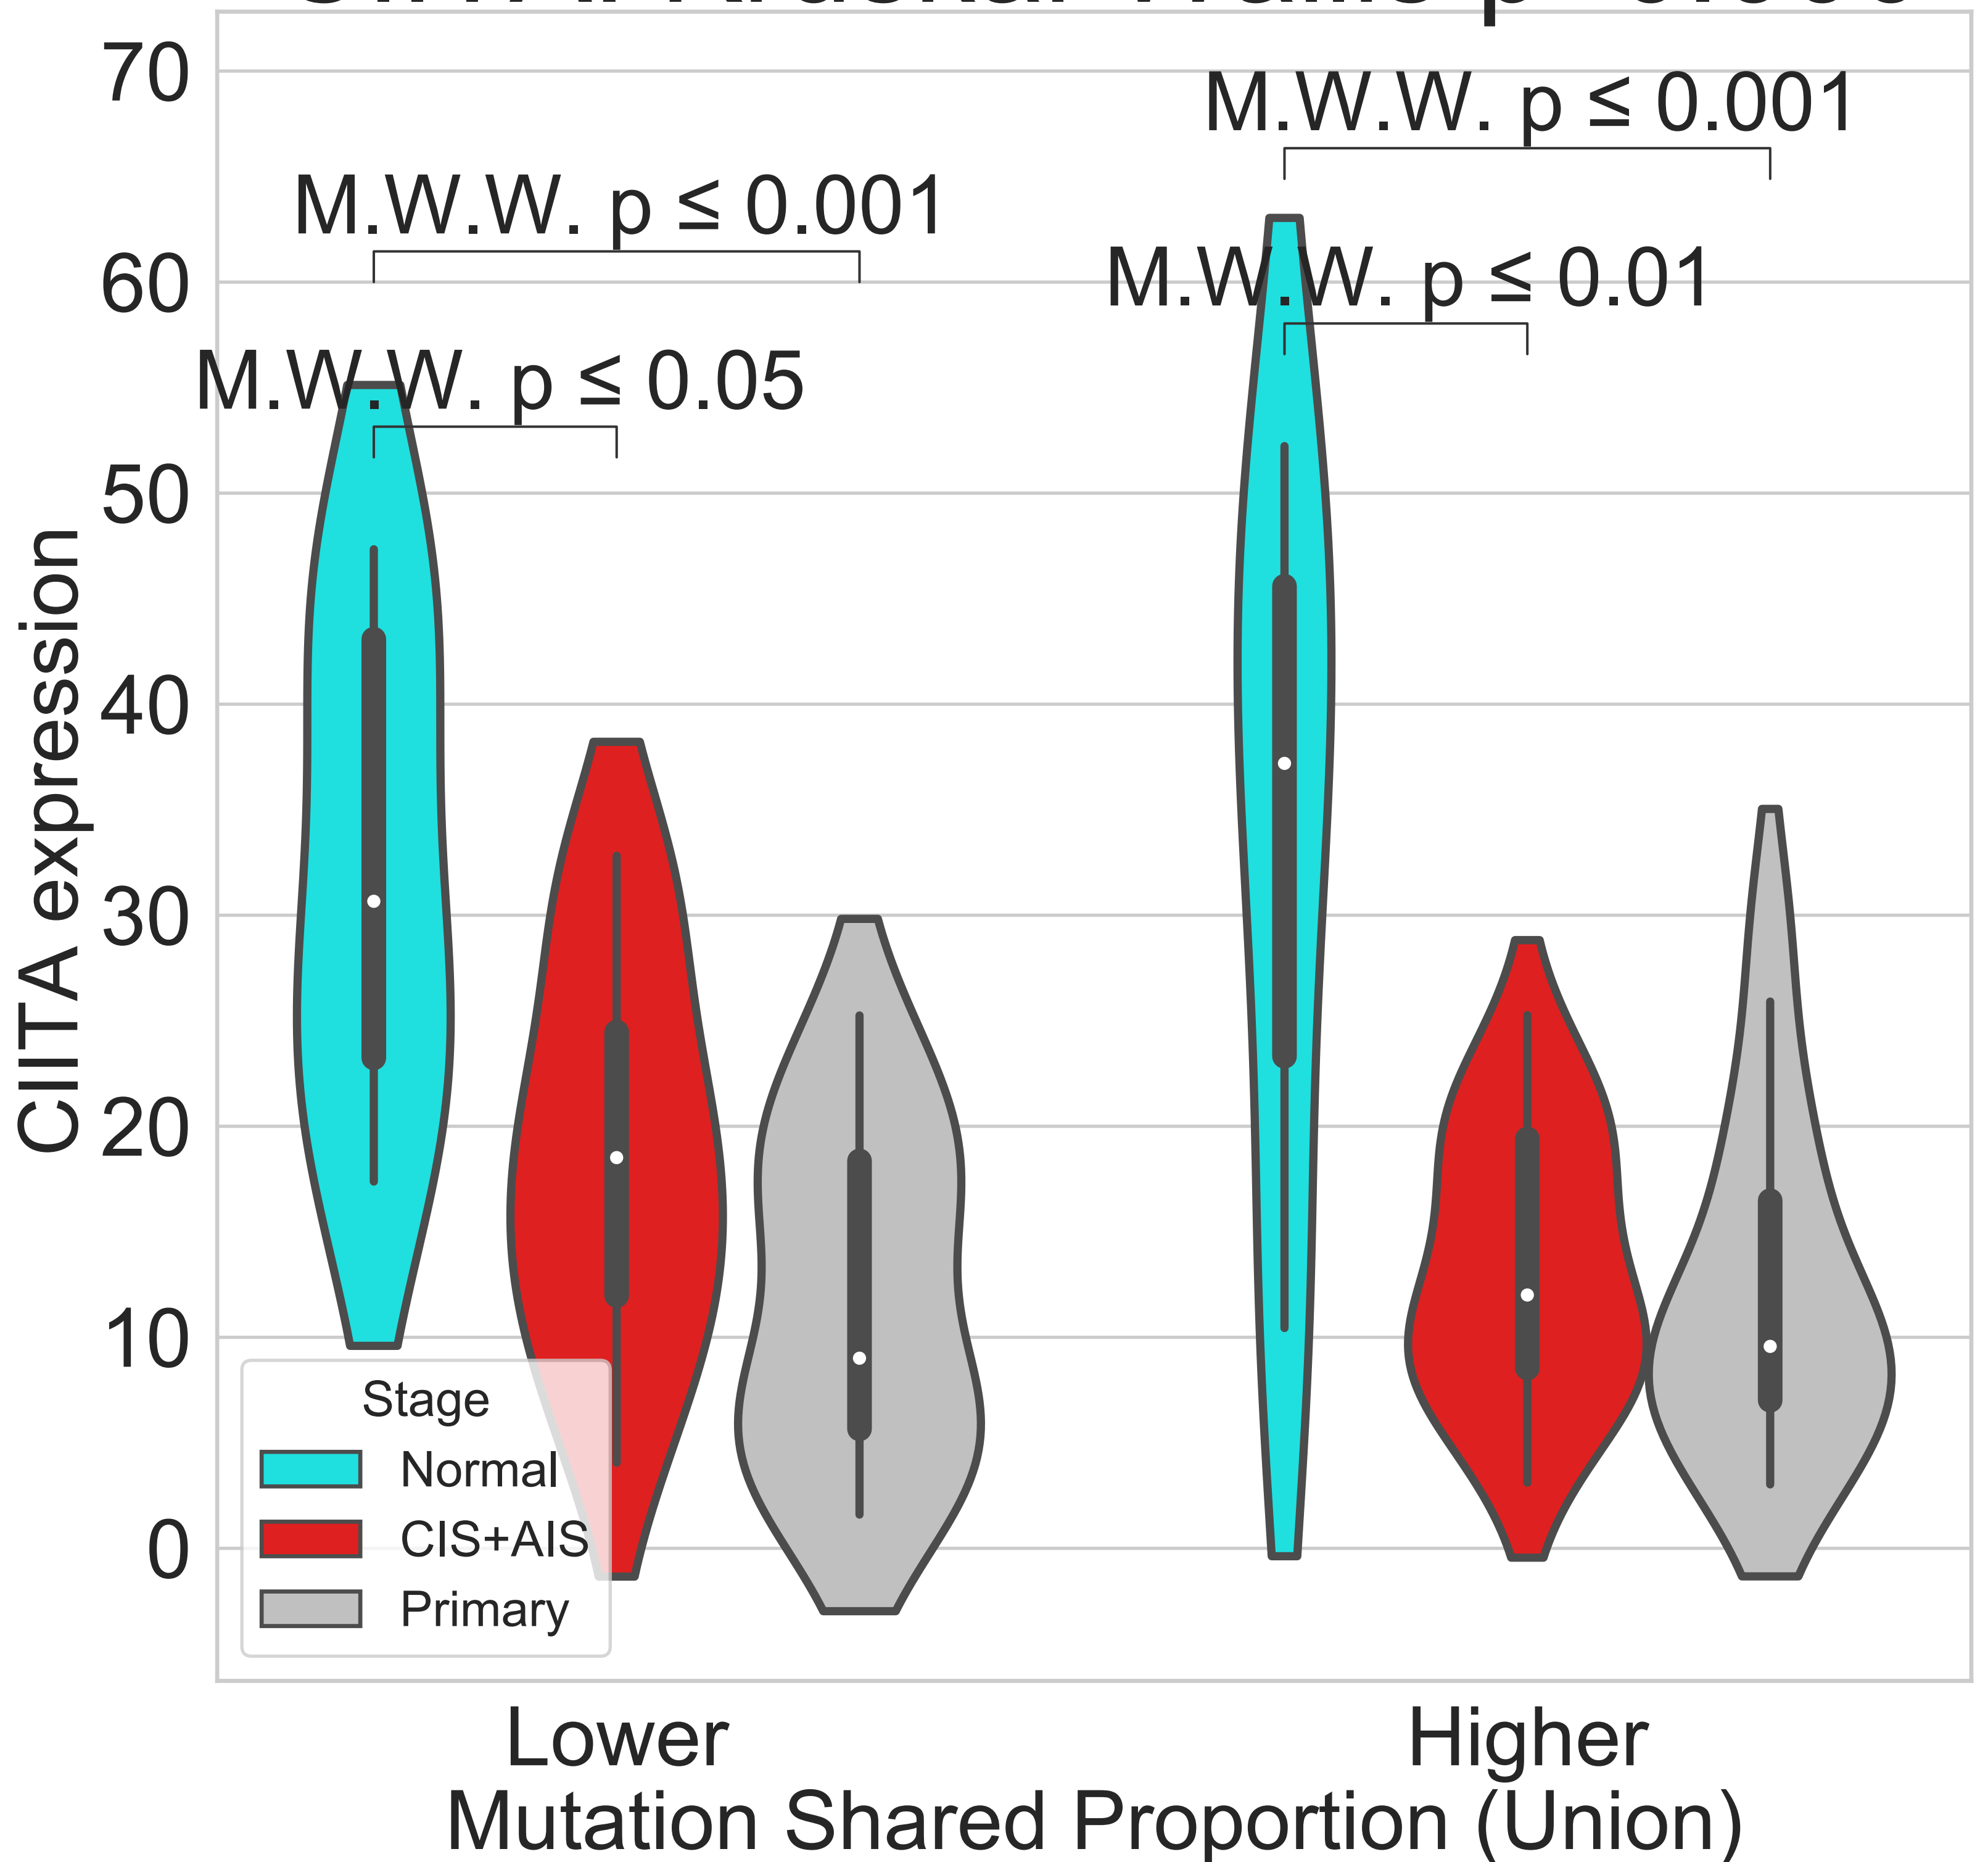 70
60
50
40
30
20
10
0
CIITA expression
M.W.W. p ≤ 0.001
M.W.W. p ≤ 0.001
M.W.W. p ≤ 0.01
M.W.W. p ≤ 0.05
Stage
Normal
CIS+AIS
Primary
Lower
Higher
Mutation Shared Proportion (Union)